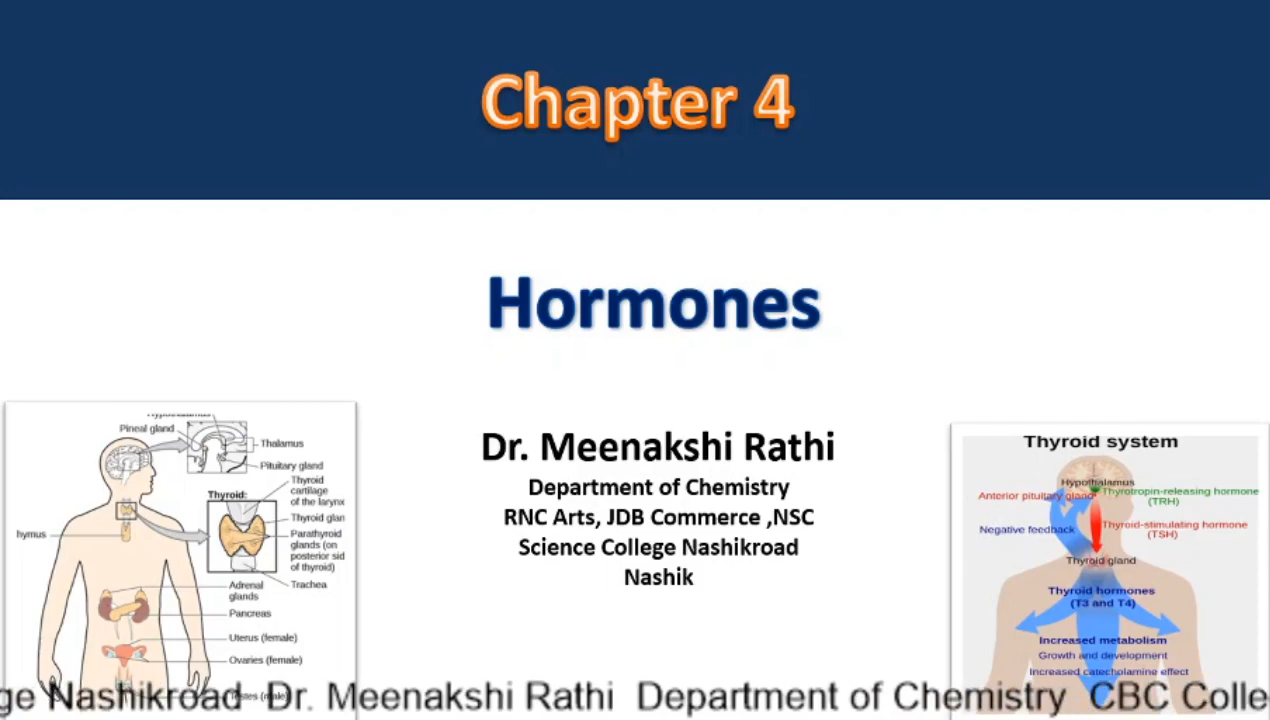 Chapter 4
Hormones
Dr. Meenakshi Rathi
Department of Chemistry
RNC Arts, JDB Commerce ,NSC
Science College Nashikroad
Nashik
Pineal gland
Thalamus
Pituitary gland
Thyroid
cartilage
of the larynx
Thyroid:
Thyroid glan
Parathyroid
glands (on
posterior sid
of thyroid)
Trachea
hymus
Adrenal
glands
Pancreas
Uterus (female)
Ovaries (female)
Testes (male)
Thyroid system
Hypothalamus
Anterior pituitary gland
Thyrotropin-releasing hormone
(TRH)
Negative feedback
Thyroid-stimulating hormone
(TSH)
Thyroid gland
Thyroid hormones
(T3 and T4)
Increased metabolism
Growth and development
Increased catecholamine effect
ge Nashikroad Dr. Meenakshi Rathi Department of Chemistry CBC Colle